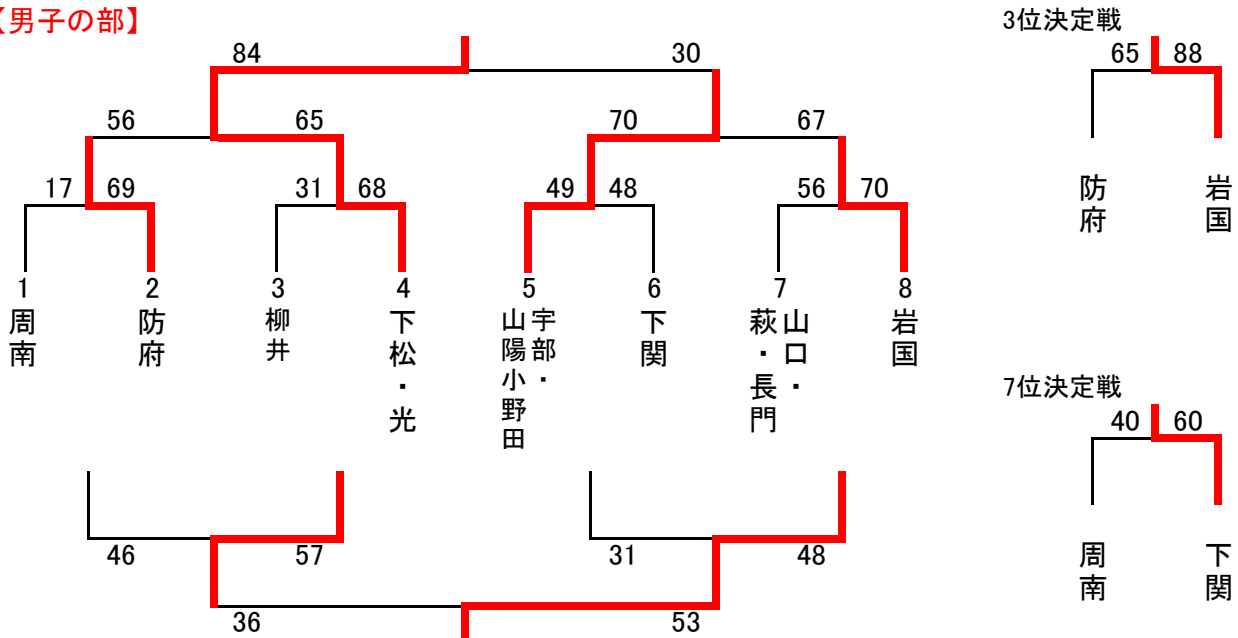 【男子の部】
3位決定戦
84 30
65 88
56 65 70 67
17 69 31 68 49 48 56 70
防府
岩国
1 2 3 4 5 6 7 8
周南
防府
柳井
下松・光
宇部・
山陽小野田
下関
山口・
萩・長門
岩国
7位決定戦
40 60
46 57 31 48
周南
下関
36 53